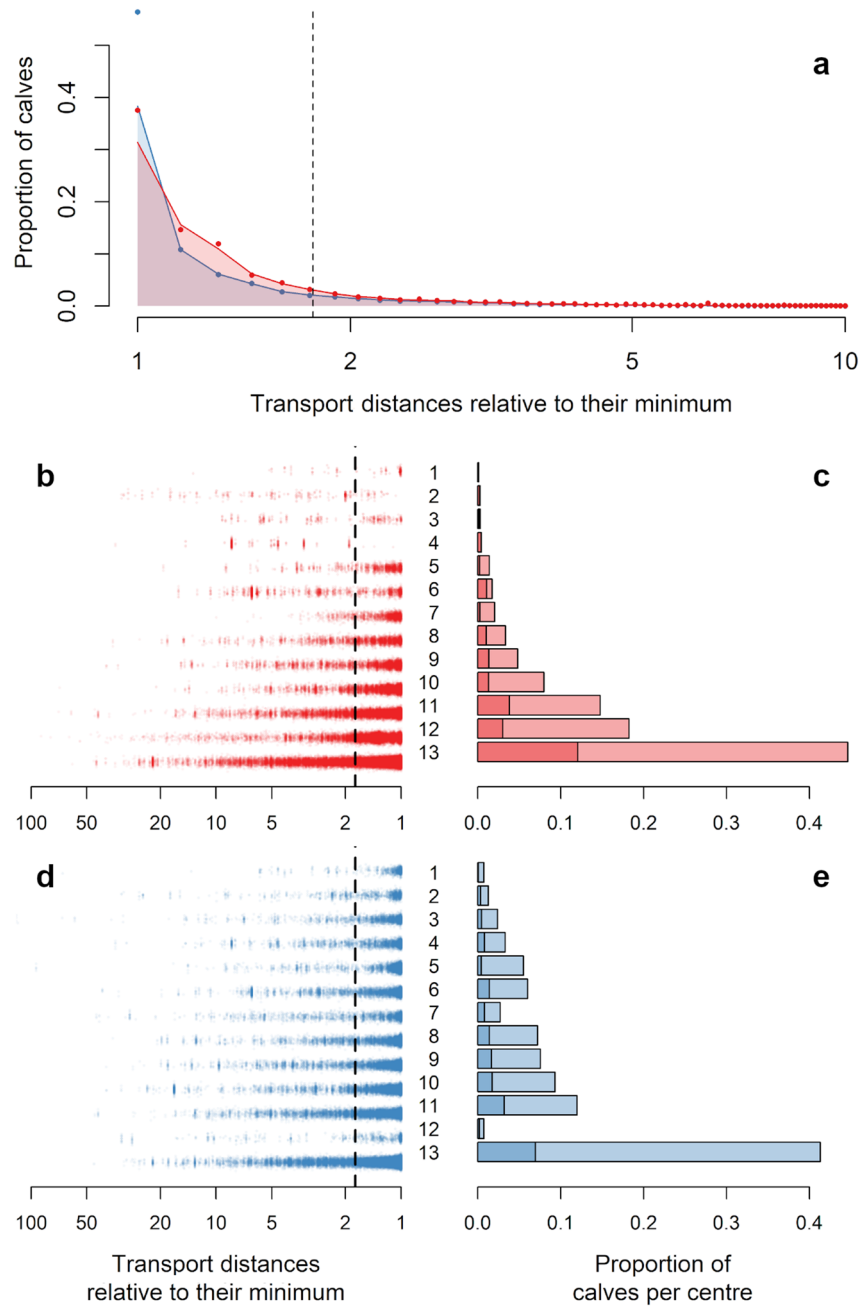 a
Proportion of calves
0.4
0.2
0.0
1 2 5 10
Transport distances relative to their minimum
b
c
1
2
3
4
5
6
7
8
9
10
11
12
13
100 50 20 10 5 2 1
0.0 0.1 0.2 0.3 0.4
d
e
1
2
3
4
5
6
7
8
9
10
11
12
13
100 50 20 10 5 2 1
0.0 0.1 0.2 0.3 0.4
Transport distances
relative to their minimum
Proportion of
calves per centre